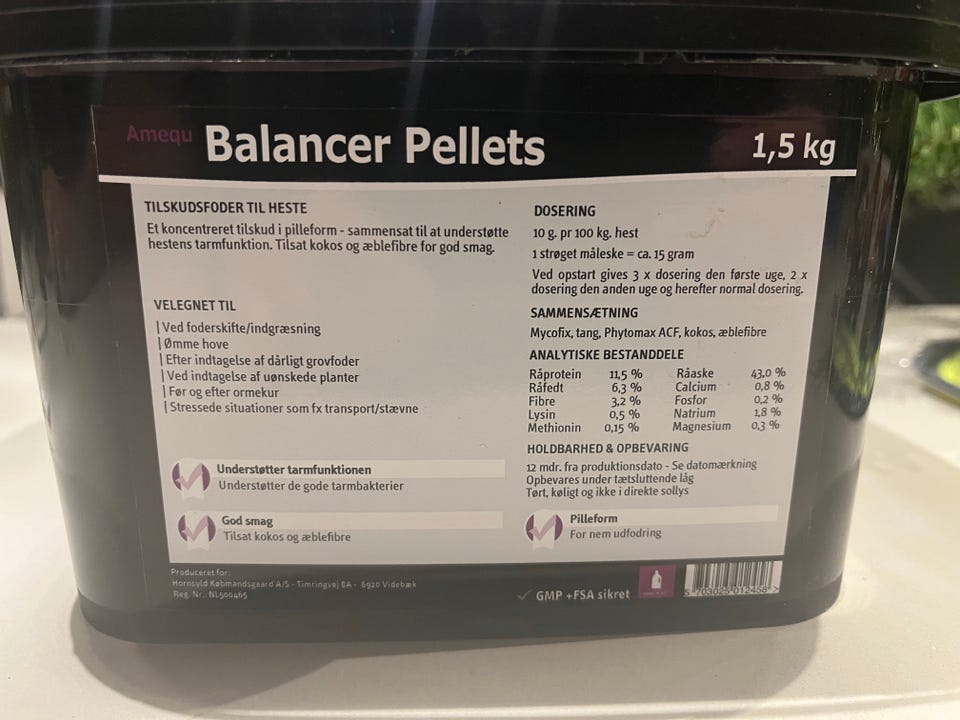 Amequ Balancer Pellets 1,5 kg
TILSKUDSFODER TIL HESTE
Et koncentreret tilskud i pilleform - sammensat til at understøtte
hestens tarmfunktion. Tilsat kokos og æblefibre for god smag.
VELEGNET TIL
| Ved foderskifte/indgræsning
| Ømme hove
| Efter indtagelse af dårligt grovfoder
| Ved indtagelse af uønskede planter
| Før og efter ormekur
| Stressede situationer som fx transport/stævne
Understøtter tarmfunktionen
Understøtter de gode tarmbakterier
God smag
Tilsat kokos og æblefibre
DOSERING
10 g. pr 100 kg. hest
1 strøget måleske = ca. 15 gram
Ved opstart gives 3 x dosering den første uge, 2 x
dosering den anden uge og herefter normal dosering.
SAMMENSÆTNING
Mycofix, tang, Phytomax ACF, kokos, æblefibre
ANALYTISKE BESTANDDELE
Råprotein 11,5 % Råaske 43,0 %
Råfedt 6,3 % Calcium 0,8 %
Fibre 3,2 % Fosfor 0,2 %
Lysin 0,5 % Natrium 1,8 %
Methionin 0,15 % Magnesium 0,3 %
HOLDBARHED & OPBEVARING
12 mdr. fra produktionsdato - Se datomærkning
Opbevares under tætsluttende låg
Tørt, køligt og ikke i direkte sollys
Pilleform
For nem udfodring
Produceret for:
Hornsyld Købmandsgaard A/S - Timringvej 8A - 6920 Videbæk
Reg. Nr.: NL500465
GMP +FSA sikret
5 703025 012458 >